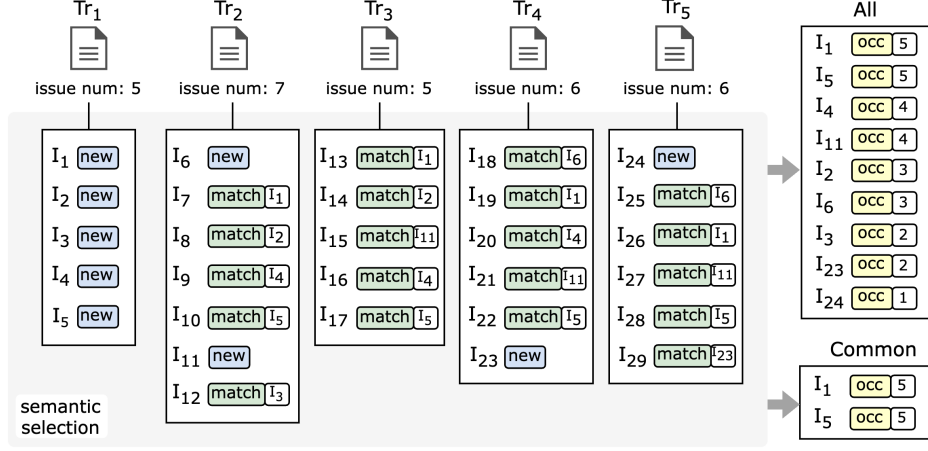 Tr1 Tr2 Tr3 Tr4 Tr5 All
issue num: 5 issue num: 7 issue num: 5 issue num: 6 issue num: 6
I1 new
I2 new
I3 new
I4 new
I5 new
I6 new
I7 match I1
I8 match I2
I9 match I4
I10 match I5
I11 new
I12 match I3
I13 match I1
I14 match I2
I15 match I11
I16 match I4
I17 match I5
I18 match I6
I19 match I1
I20 match I4
I21 match I11
I22 match I5
I23 new
I24 new
I25 match I6
I26 match I1
I27 match I11
I28 match I5
I29 match I23
semantic
selection
I1 occ 5
I5 occ 5
I4 occ 4
I11 occ 4
I2 occ 3
I6 occ 3
I3 occ 2
I23 occ 2
I24 occ 1
Common
I1 occ 5
I5 occ 5